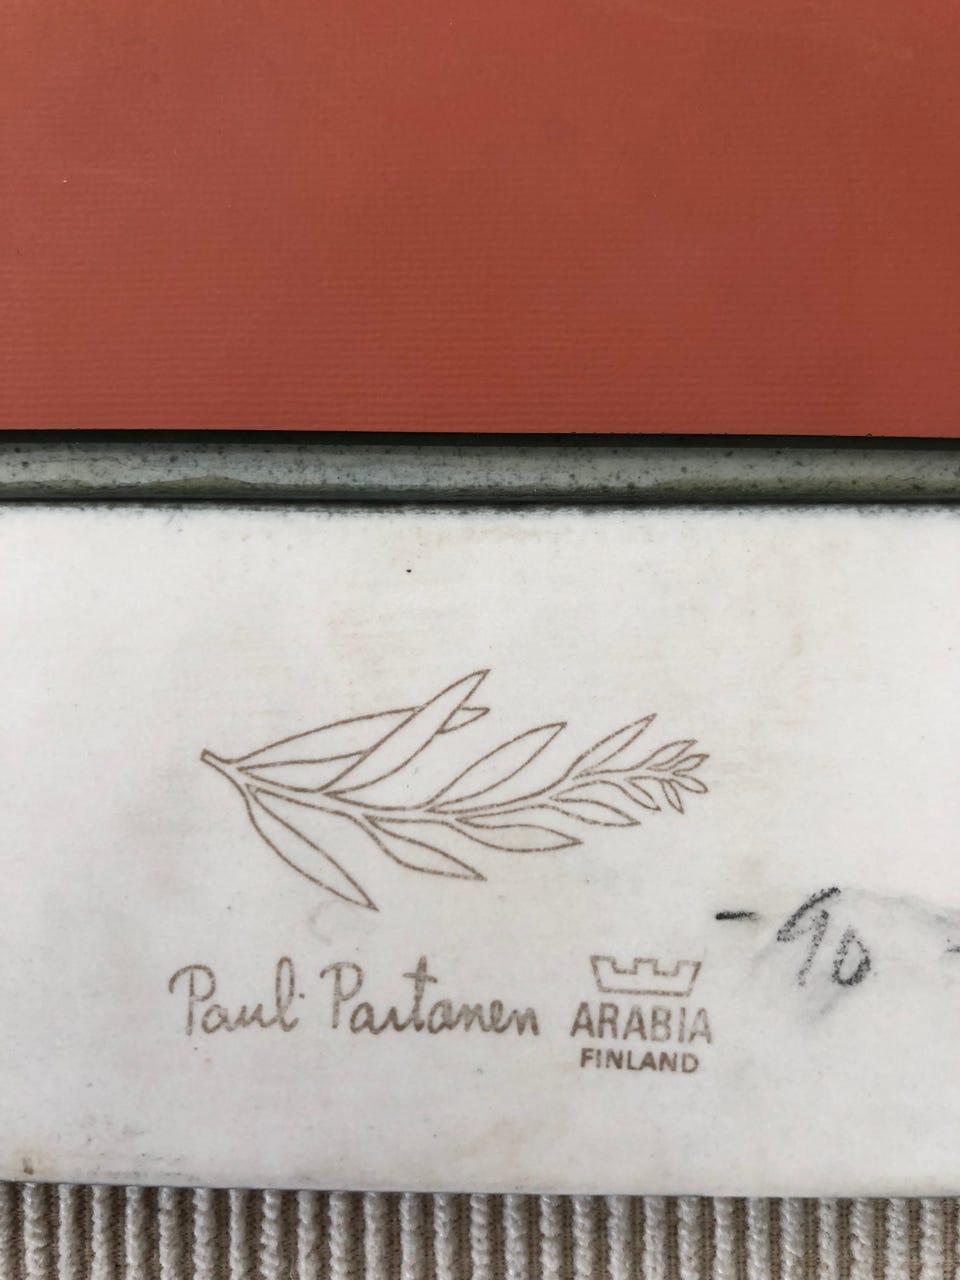 - 90 -
Pauli Partanen
ARABIA
FINLAND